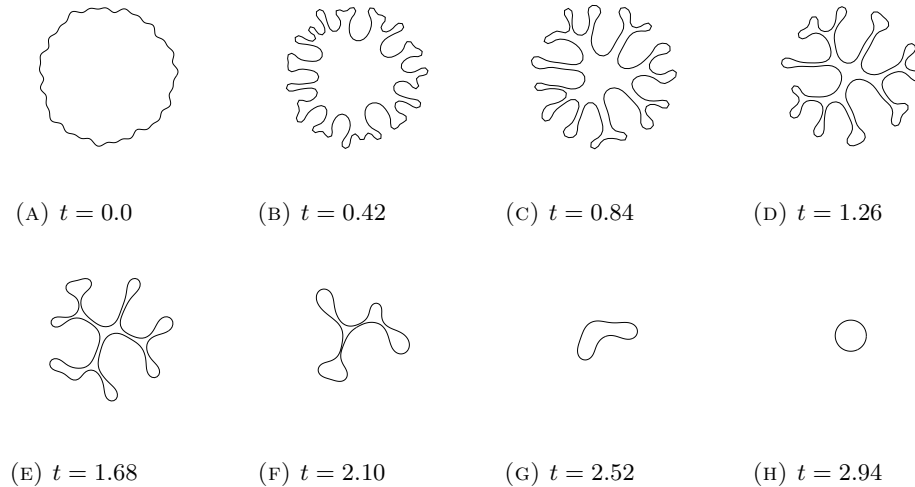 (A) t = 0.0 (B) t = 0.42 (C) t = 0.84 (D) t = 1.26
(E) t = 1.68 (F) t = 2.10 (G) t = 2.52 (H) t = 2.94